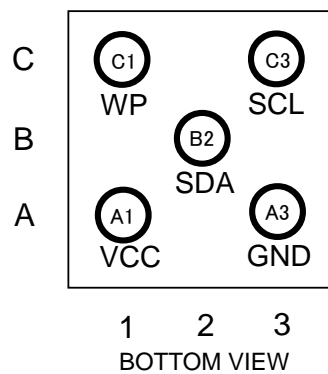 C C1 C3
WP SCL
B B2
SDA
A A1 A3
VCC GND
1 2 3
BOTTOM VIEW